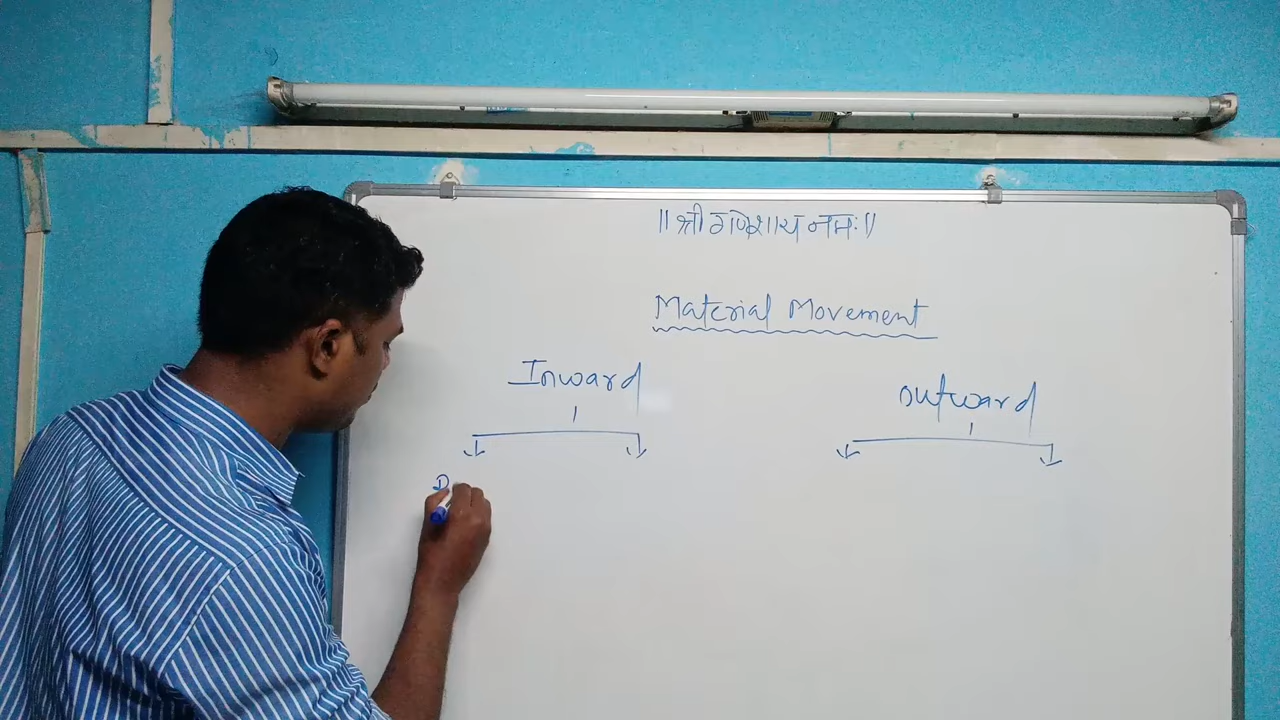 ॥ श्री गणेशाय नमः ॥
Material Movement
Inward
outward
D